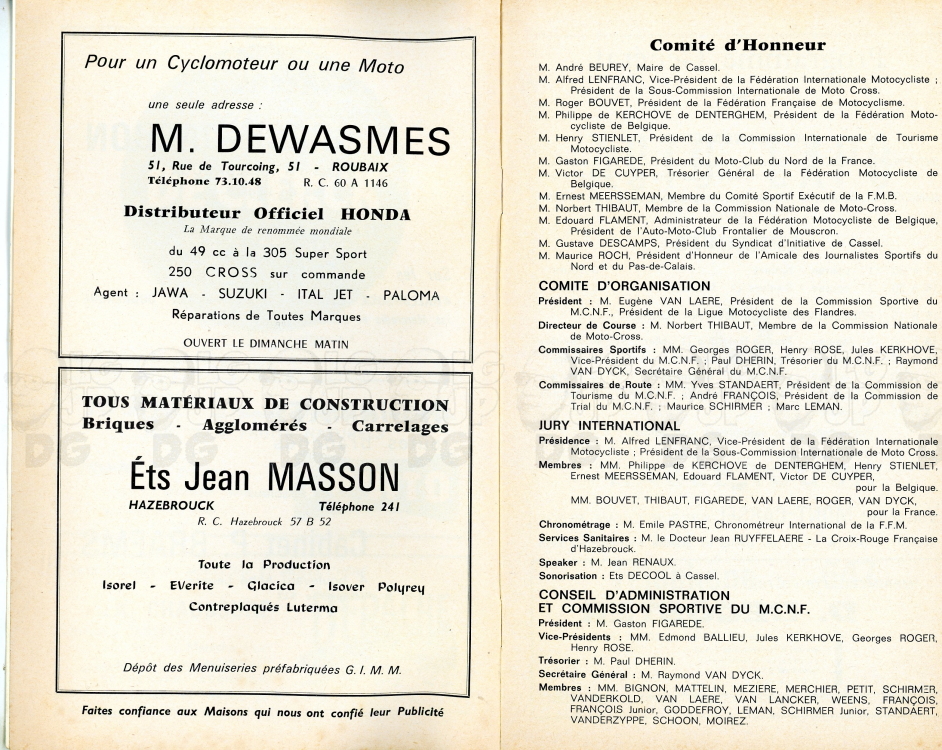 Pour un Cyclomoteur ou une Moto
une seule adresse :
M. DEWASMES
51, Rue de Tourcoing, 51 - ROUBAIX
Téléphone 73.10.48 R. C. 60 A 1146
Distributeur Officiel HONDA
La Marque de renommée mondiale
du 49 cc à la 305 Super Sport
250 CROSS sur commande
Agent : JAWA - SUZUKI - ITAL JET - PALOMA
Réparations de Toutes Marques
OUVERT LE DIMANCHE MATIN
TOUS MATÉRIAUX DE CONSTRUCTION
Briques - Agglomérés - Carrelages
Éts Jean MASSON
HAZEBROUCK Téléphone 241
R. C. Hazebrouck 57 B 52
Toute la Production
Isorel - EVerite - Glacica - Isover Polyrey
Contreplaqués Luterma
Dépôt des Menuiseries préfabriquées G. I. M. M.
Faites confiance aux Maisons qui nous ont confié leur Publicité
Comité d'Honneur
M. André BEUREY, Maire de Cassel.
M. Alfred LENFRANC, Vice-Président de la Fédération Internationale Motocycliste ;
Président de la Sous-Commission Internationale de Moto Cross.
M. Roger BOUVET, Président de la Fédération Française de Motocyclisme.
M. Philippe de KERCHOVE de DENTERGHEM, Président de la Fédération Moto-
cycliste de Belgique.
M. Henry STIENLET, Président de la Commission Internationale de Tourisme
Motocycliste.
M. Gaston FIGAREDE, Président du Moto-Club du Nord de la France.
M. Victor DE CUYPER, Trésorier Général de la Fédération Motocycliste de
Belgique.
M. Ernest MEERSSEMAN, Membre du Comité Sportif Exécutif de la F.M.B.
M. Norbert THIBAUT, Membre de la Commission Nationale de Moto-Cross.
M. Edouard FLAMENT, Administrateur de la Fédération Motocycliste de Belgique,
Président de l'Auto-Moto-Club Frontalier de Mouscron.
M. Gustave DESCAMPS, Président du Syndicat d'Initiative de Cassel.
M. Maurice ROCH, Président d'Honneur de l'Amicale des Journalistes Sportifs du
Nord et du Pas-de-Calais.
COMITE D'ORGANISATION
Président : M. Eugène VAN LAERE, Président de la Commission Sportive du
M.C.N.F., Président de la Ligue Motocycliste des Flandres.
Directeur de Course : M. Norbert THIBAUT, Membre de la Commission Nationale
de Moto-Cross.
Commissaires Sportifs : MM. Georges ROGER, Henry ROSE, Jules KERKHOVE,
Vice-Président du M.C.N.F. ; Paul DHERIN, Trésorier du M.C.N.F. ; Raymond
VAN DYCK, Secrétaire Général du M.C.N.F.
Commissaires de Route : MM. Yves STANDAERT, Président de la Commission de
Tourisme du M.C.N.F. ; André FRANÇOIS, Président de la Commission de
Trial du M.C.N.F. ; Maurice SCHIRMER ; Marc LEMAN.
JURY INTERNATIONAL
Présidence : M. Alfred LENFRANC, Vice-Président de la Fédération Internationale
Motocycliste ; Président de la Sous-Commission Internationale de Moto Cross.
Membres : MM. Philippe de KERCHOVE de DENTERGHEM, Henry STIENLET,
Ernest MEERSSEMAN, Edouard FLAMENT, Victor DE CUYPER,
pour la Belgique.
MM. BOUVET, THIBAUT, FIGAREDE, VAN LAERE, ROGER, VAN DYCK,
pour la France.
Chronométrage : M. Emile PASTRE, Chronométreur International de la F.F.M.
Services Sanitaires : M. le Docteur Jean RUYFFELAERE - La Croix-Rouge Française
d'Hazebrouck.
Speaker : M. Jean RENAUX.
Sonorisation : Ets DECOOL à Cassel.
CONSEIL D'ADMINISTRATION
ET COMMISSION SPORTIVE DU M.C.N.F.
Président : M. Gaston FIGAREDE.
Vice-Présidents : MM. Edmond BALLIEU, Jules KERKHOVE, Georges ROGER,
Henry ROSE.
Trésorier : M. Paul DHERIN.
Secrétaire Général : M. Raymond VAN DYCK.
Membres : MM. BIGNON, MATTELIN, MEZIERE, MERCHIER, PETIT, SCHIRMER,
VANDERKOLD, VAN LAERE, VAN LANCKER, WEENS, FRANÇOIS,
FRANÇOIS Junior, GODDEFROY, LEMAN, SCHIRMER Junior, STANDAERT,
VANDERZYPPE, SCHOON, MOIREZ.